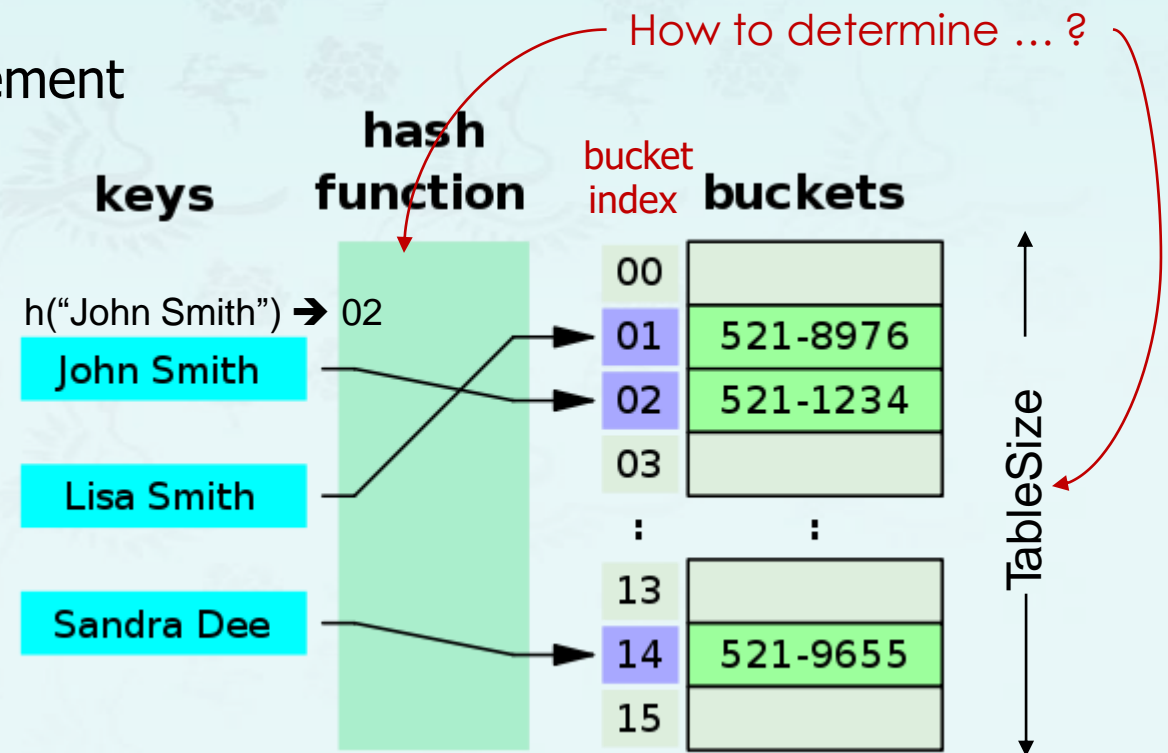 How to determine … ?
ement
hash
function
keys
bucket
index
buckets
h(“John Smith”) ➔ 02
John Smith
Lisa Smith
Sandra Dee
00
01 521-8976
02 521-1234
03
: :
13
14 521-9655
15
TableSize